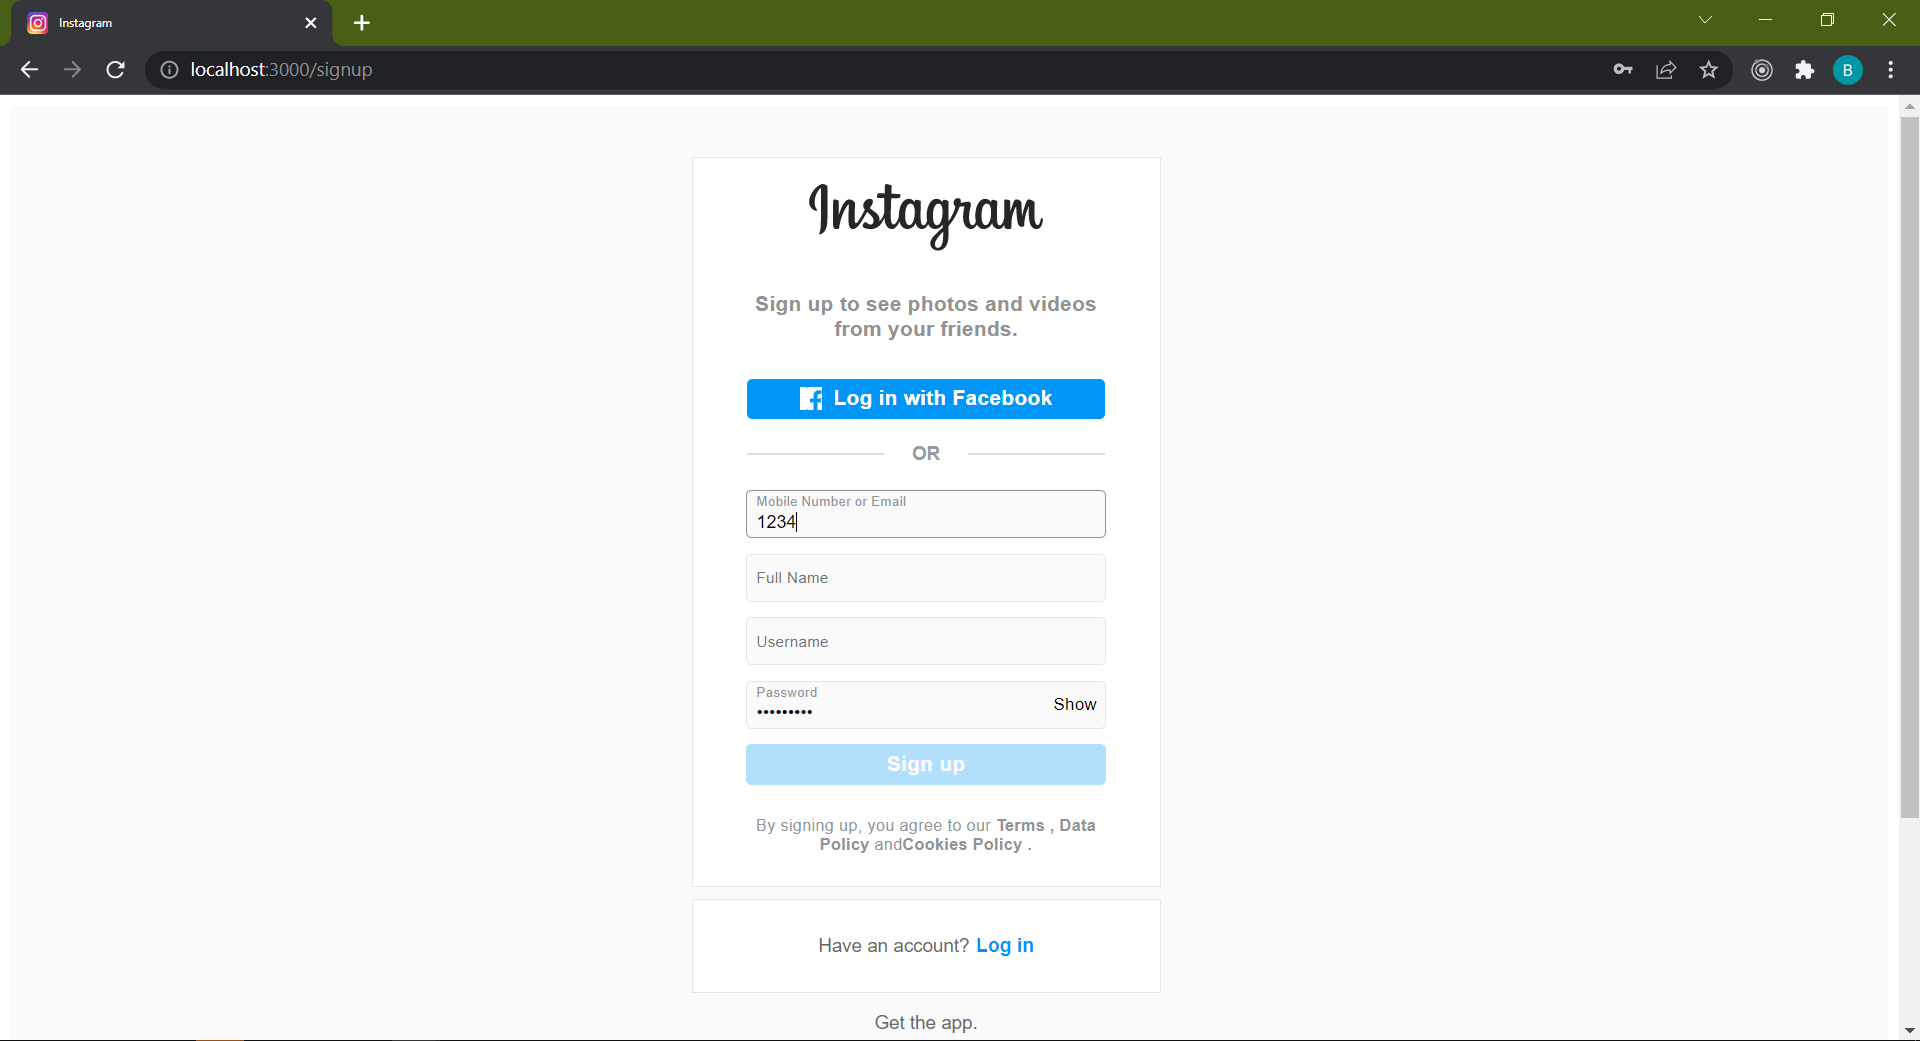 Instagram
localhost:3000/signup
B
Instagram
Sign up to see photos and videos
from your friends.
Log in with Facebook
OR
Mobile Number or Email
1234
Full Name
Username
Password
•••••••••
Show
Sign up
By signing up, you agree to our Terms , Data
Policy andCookies Policy .
Have an account? Log in
Get the app.